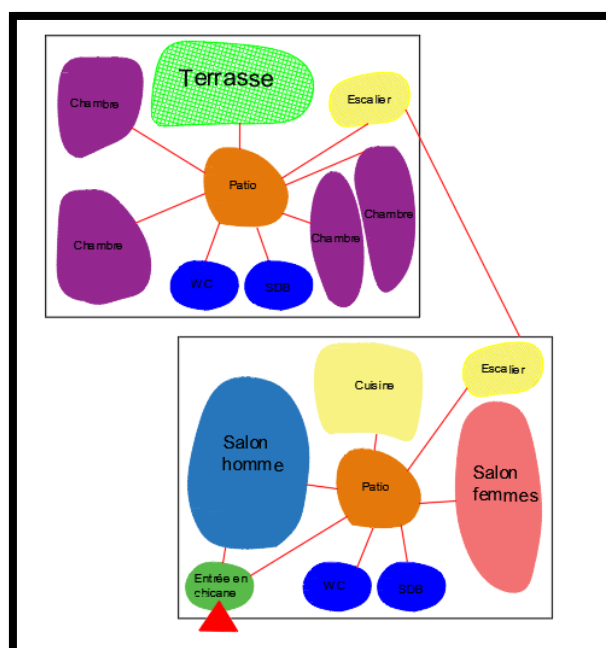 Terrasse
Chambre
Escalier
Patio
Chambre
Chambre
Chambre
WC
SDB
Cuisine
Escalier
Salon
homme
Salon
femmes
Patio
Entrée en
chicane
WC
SDB